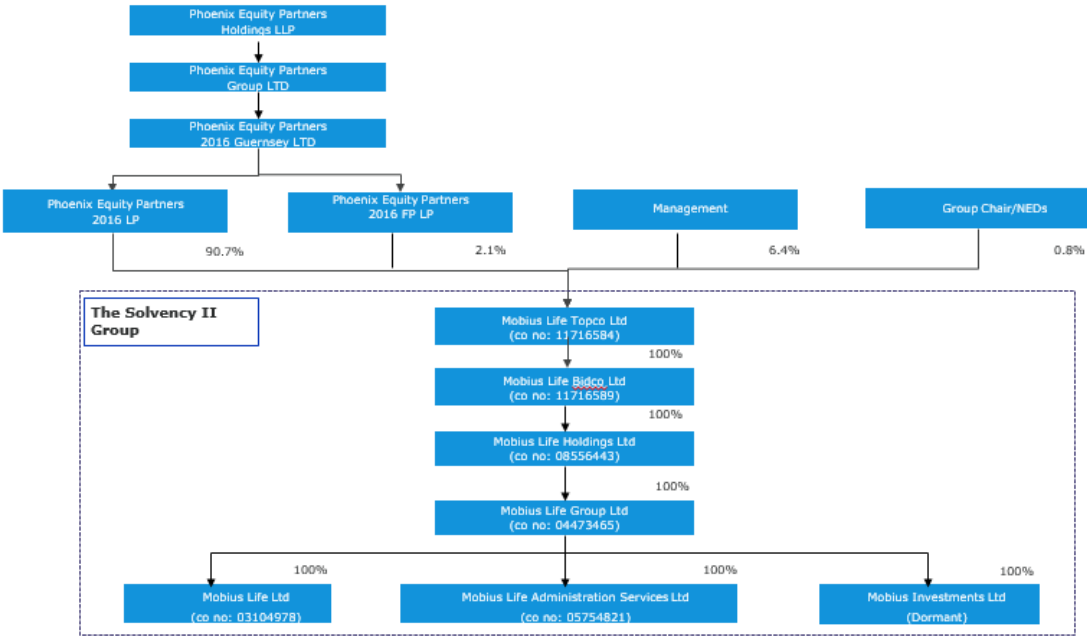 Phoenix Equity Partners
Holdings LLP
Phoenix Equity Partners
Group LTD
Phoenix Equity Partners
2016 Guernsey LTD
Phoenix Equity Partners
2016 LP
Phoenix Equity Partners
2016 FP LP
Management
Group Chair/NEDs
90.7%
2.1%
6.4%
0.8%
The Solvency II
Group
Mobius Life Topco Ltd
(co no: 11716584)
100%
Mobius Life Bidco Ltd
(co no: 11716589)
100%
Mobius Life Holdings Ltd
(co no: 08556443)
100%
Mobius Life Group Ltd
(co no: 04473465)
100%
100%
100%
Mobius Life Ltd
(co no: 03104978)
Mobius Life Administration Services Ltd
(co no: 05754821)
Mobius Investments Ltd
(Dormant)